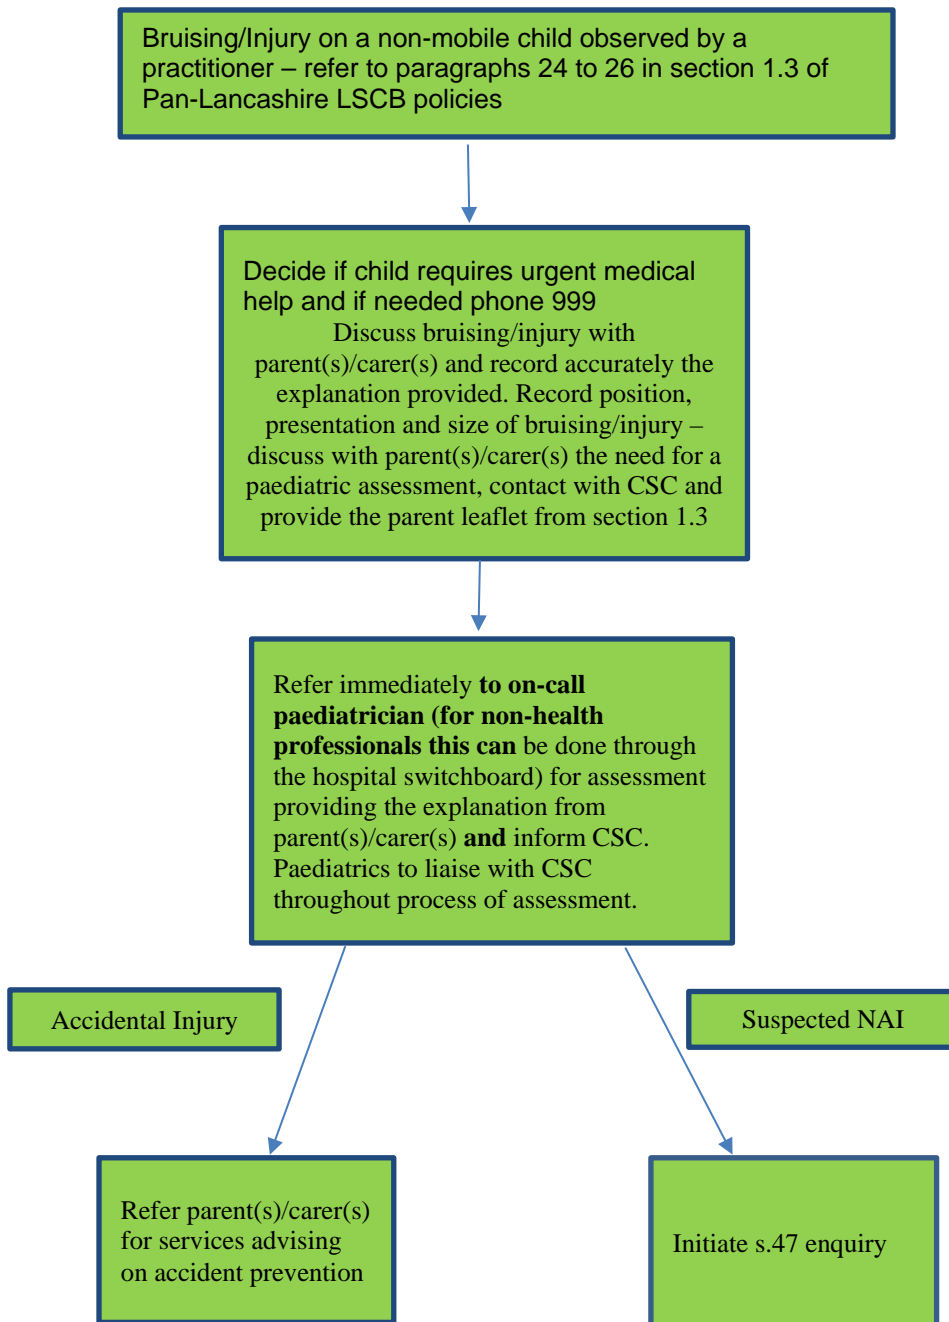 Bruising/Injury on a non-mobile child observed by a
practitioner – refer to paragraphs 24 to 26 in section 1.3 of
Pan-Lancashire LSCB policies
Decide if child requires urgent medical
help and if needed phone 999
Discuss bruising/injury with
parent(s)/carer(s) and record accurately the
explanation provided. Record position,
presentation and size of bruising/injury –
discuss with parent(s)/carer(s) the need for a
paediatric assessment, contact with CSC and
provide the parent leaflet from section 1.3
Refer immediately to on-call
paediatrician (for non-health
professionals this can be done through
the hospital switchboard) for assessment
providing the explanation from
parent(s)/carer(s) and inform CSC.
Paediatrics to liaise with CSC
throughout process of assessment.
Accidental Injury
Suspected NAI
Refer parent(s)/carer(s)
for services advising
on accident prevention
Initiate s.47 enquiry